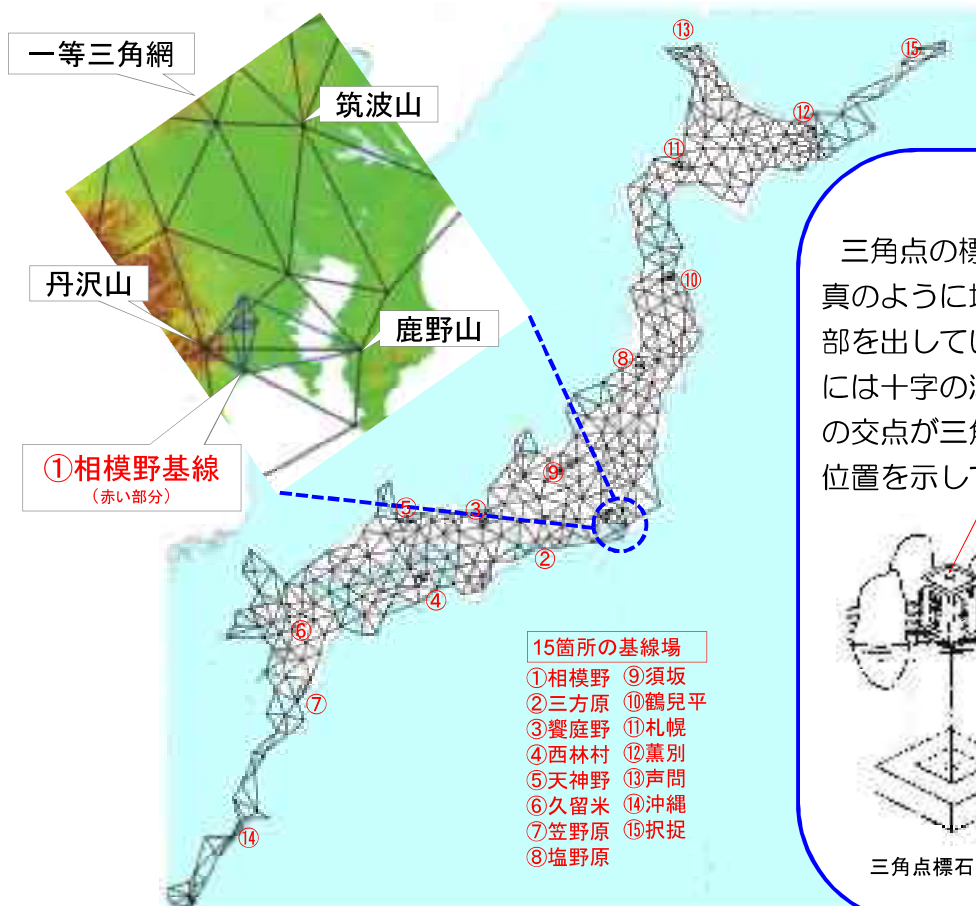 一等三角網
筑波山
丹沢山
鹿野山
①相模野基線
(赤い部分)
⑬
⑮
⑫
⑪
⑩
⑧
⑨
⑤
③
②
④
⑥
⑦
⑭
15箇所の基線場
①相模野 ⑨須坂
②三方原 ⑩鶴兒平
③饗庭野 ⑪札幌
④西林村 ⑫薫別
⑤天神野 ⑬声問
⑥久留米 ⑭沖縄
⑦笠野原 ⑮択捉
⑧塩野原
三角点の標
真のように
部を出してい
には十字の
の交点が三角
位置を示して
三角点標石